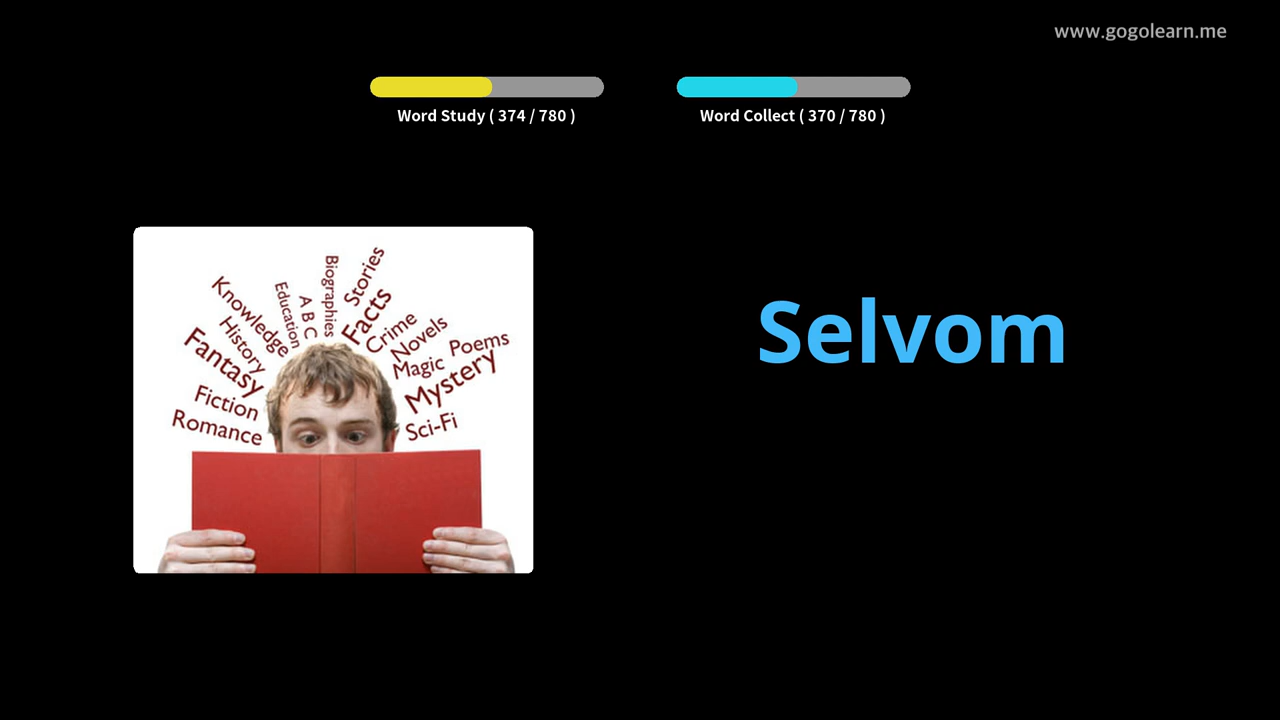 www.gogolearn.me
Word Study ( 374 / 780 )
Word Collect ( 370 / 780 )
Selvom
Stories
Biographies
Facts
A B C
Education
Crime
Knowledge
Novels
History
Poems
Magic
Fantasy
Mystery
Fiction
Sci-Fi
Romance